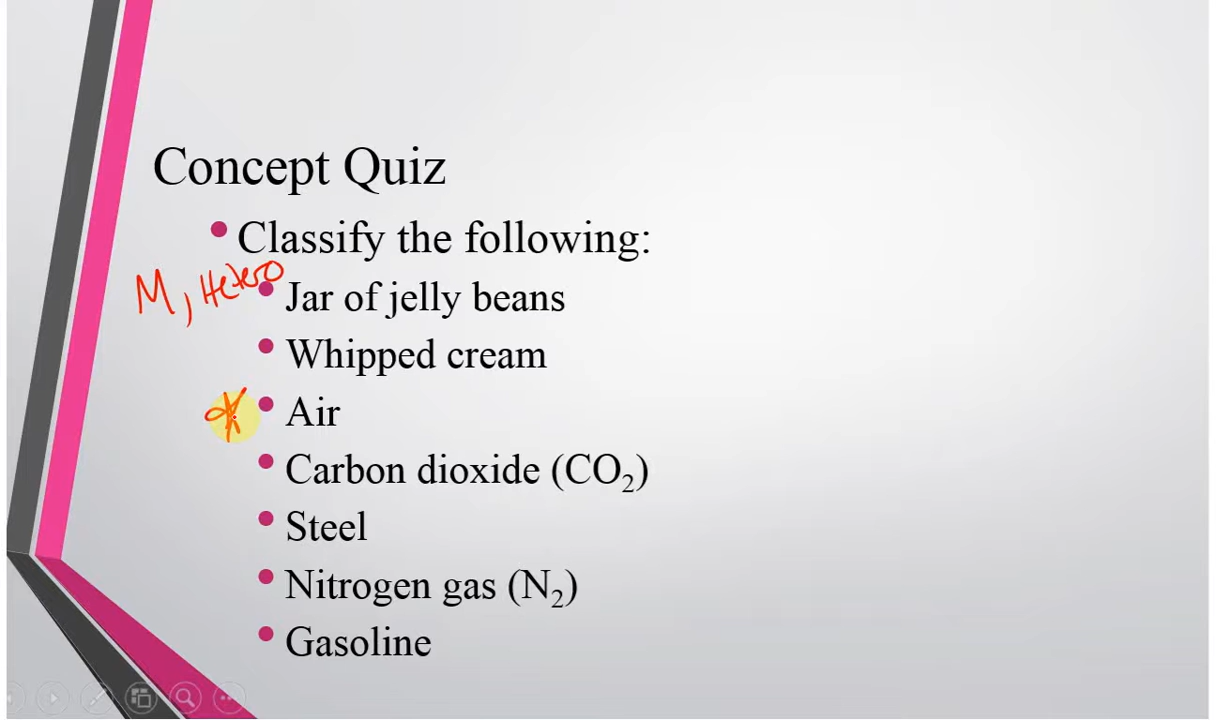 Concept Quiz
• Classify the following:
M, Hetero
• Jar of jelly beans
• Whipped cream
• Air
• Carbon dioxide (CO₂)
• Steel
• Nitrogen gas (N₂)
• Gasoline